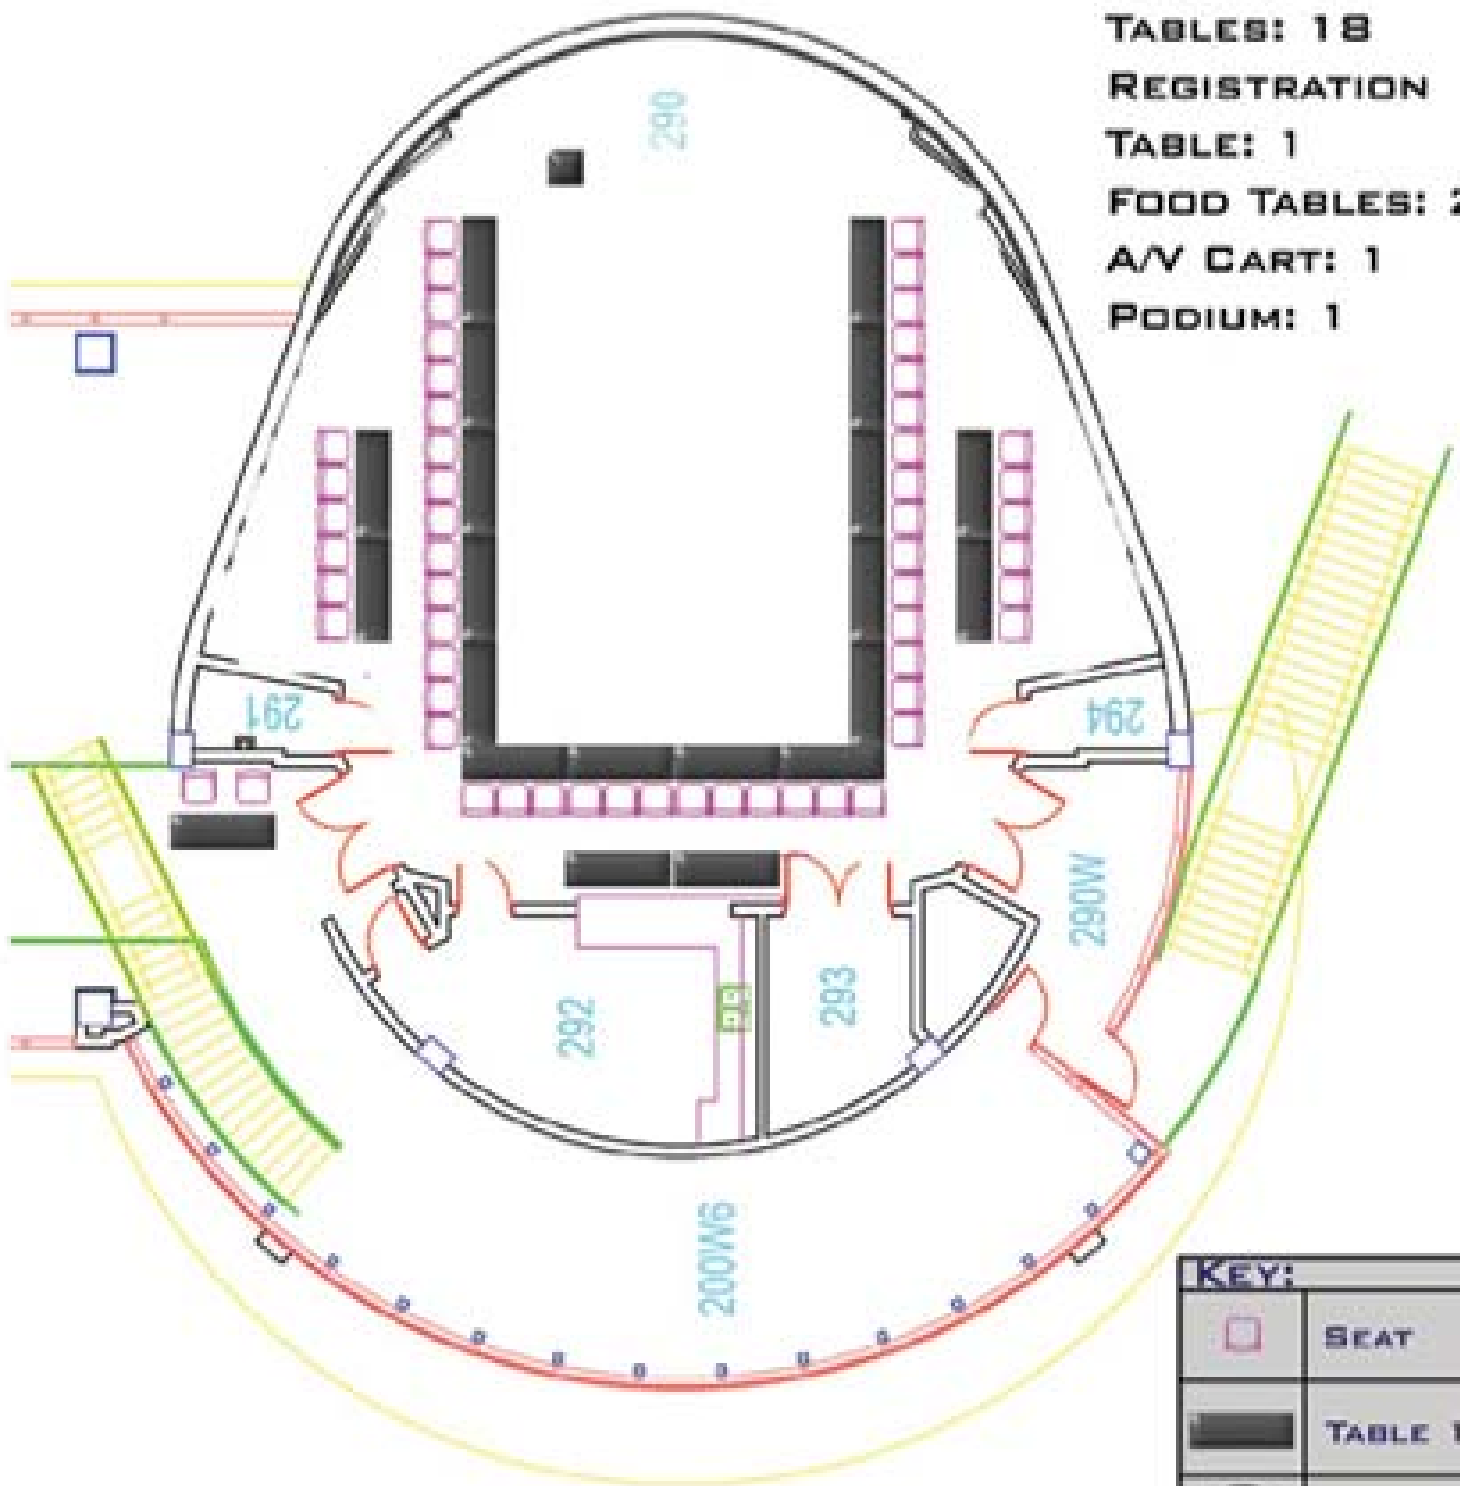 TABLES: 18
REGISTRATION
TABLE: 1
FOOD TABLES: 2
A/V CART: 1
PODIUM: 1
290
291
294
290W
292
293
200W6
KEY:
SEAT
TABLE